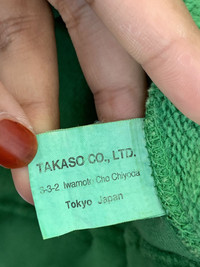 TAKASO CO., LTD.
3-3-2 Iwamoto Cho Chiyoda
Tokyo Japan